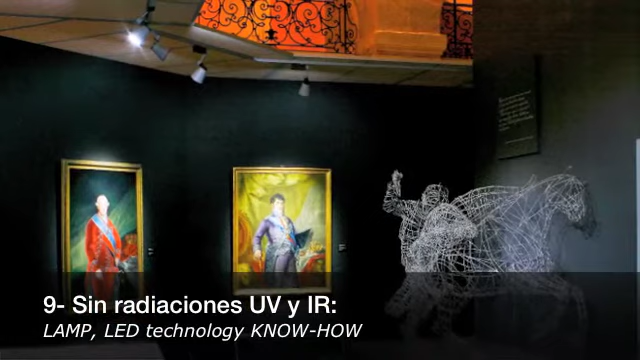 9- Sin radiaciones UV y IR:
LAMP, LED technology KNOW-HOW